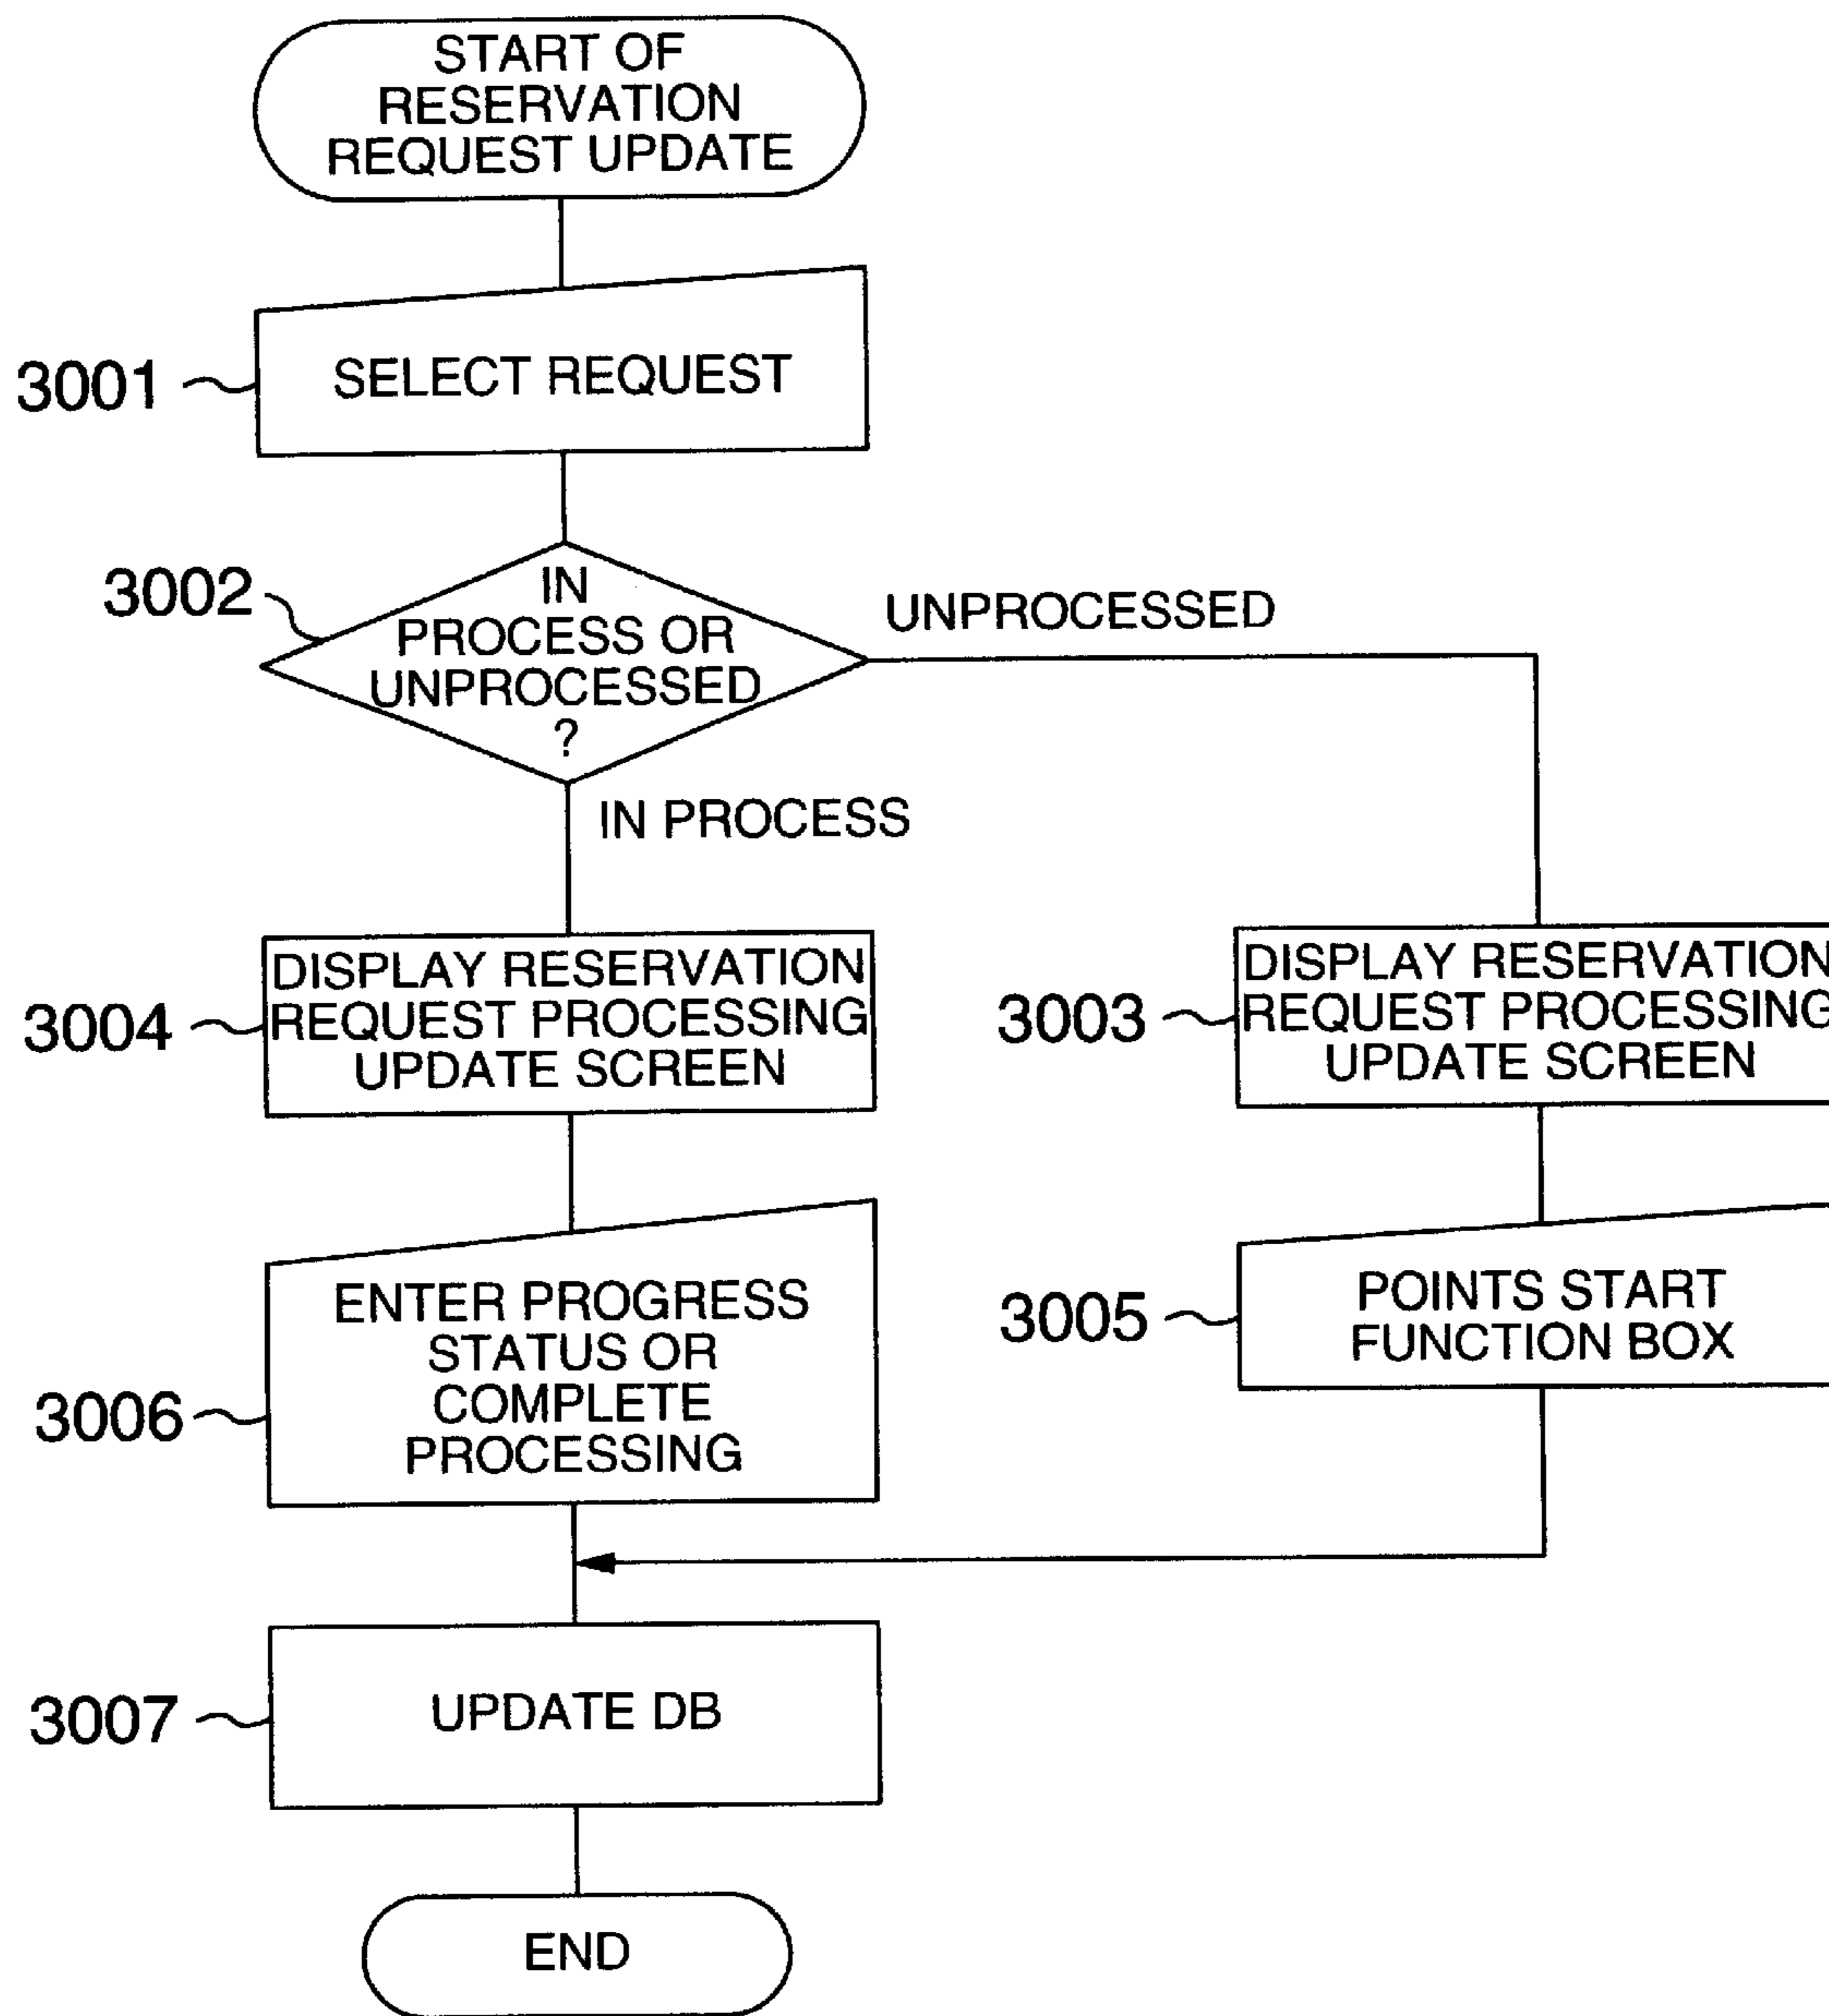 START OF
RESERVATION
REQUEST UPDATE
3001
SELECT REQUEST
3002
IN
PROCESS OR
UNPROCESSED
?
UNPROCESSED
IN PROCESS
3004
DISPLAY RESERVATION
REQUEST PROCESSING
UPDATE SCREEN
3003
DISPLAY RESERVATION
REQUEST PROCESSING
UPDATE SCREEN
3006
ENTER PROGRESS
STATUS OR
COMPLETE
PROCESSING
3005
POINTS START
FUNCTION BOX
3007
UPDATE DB
END